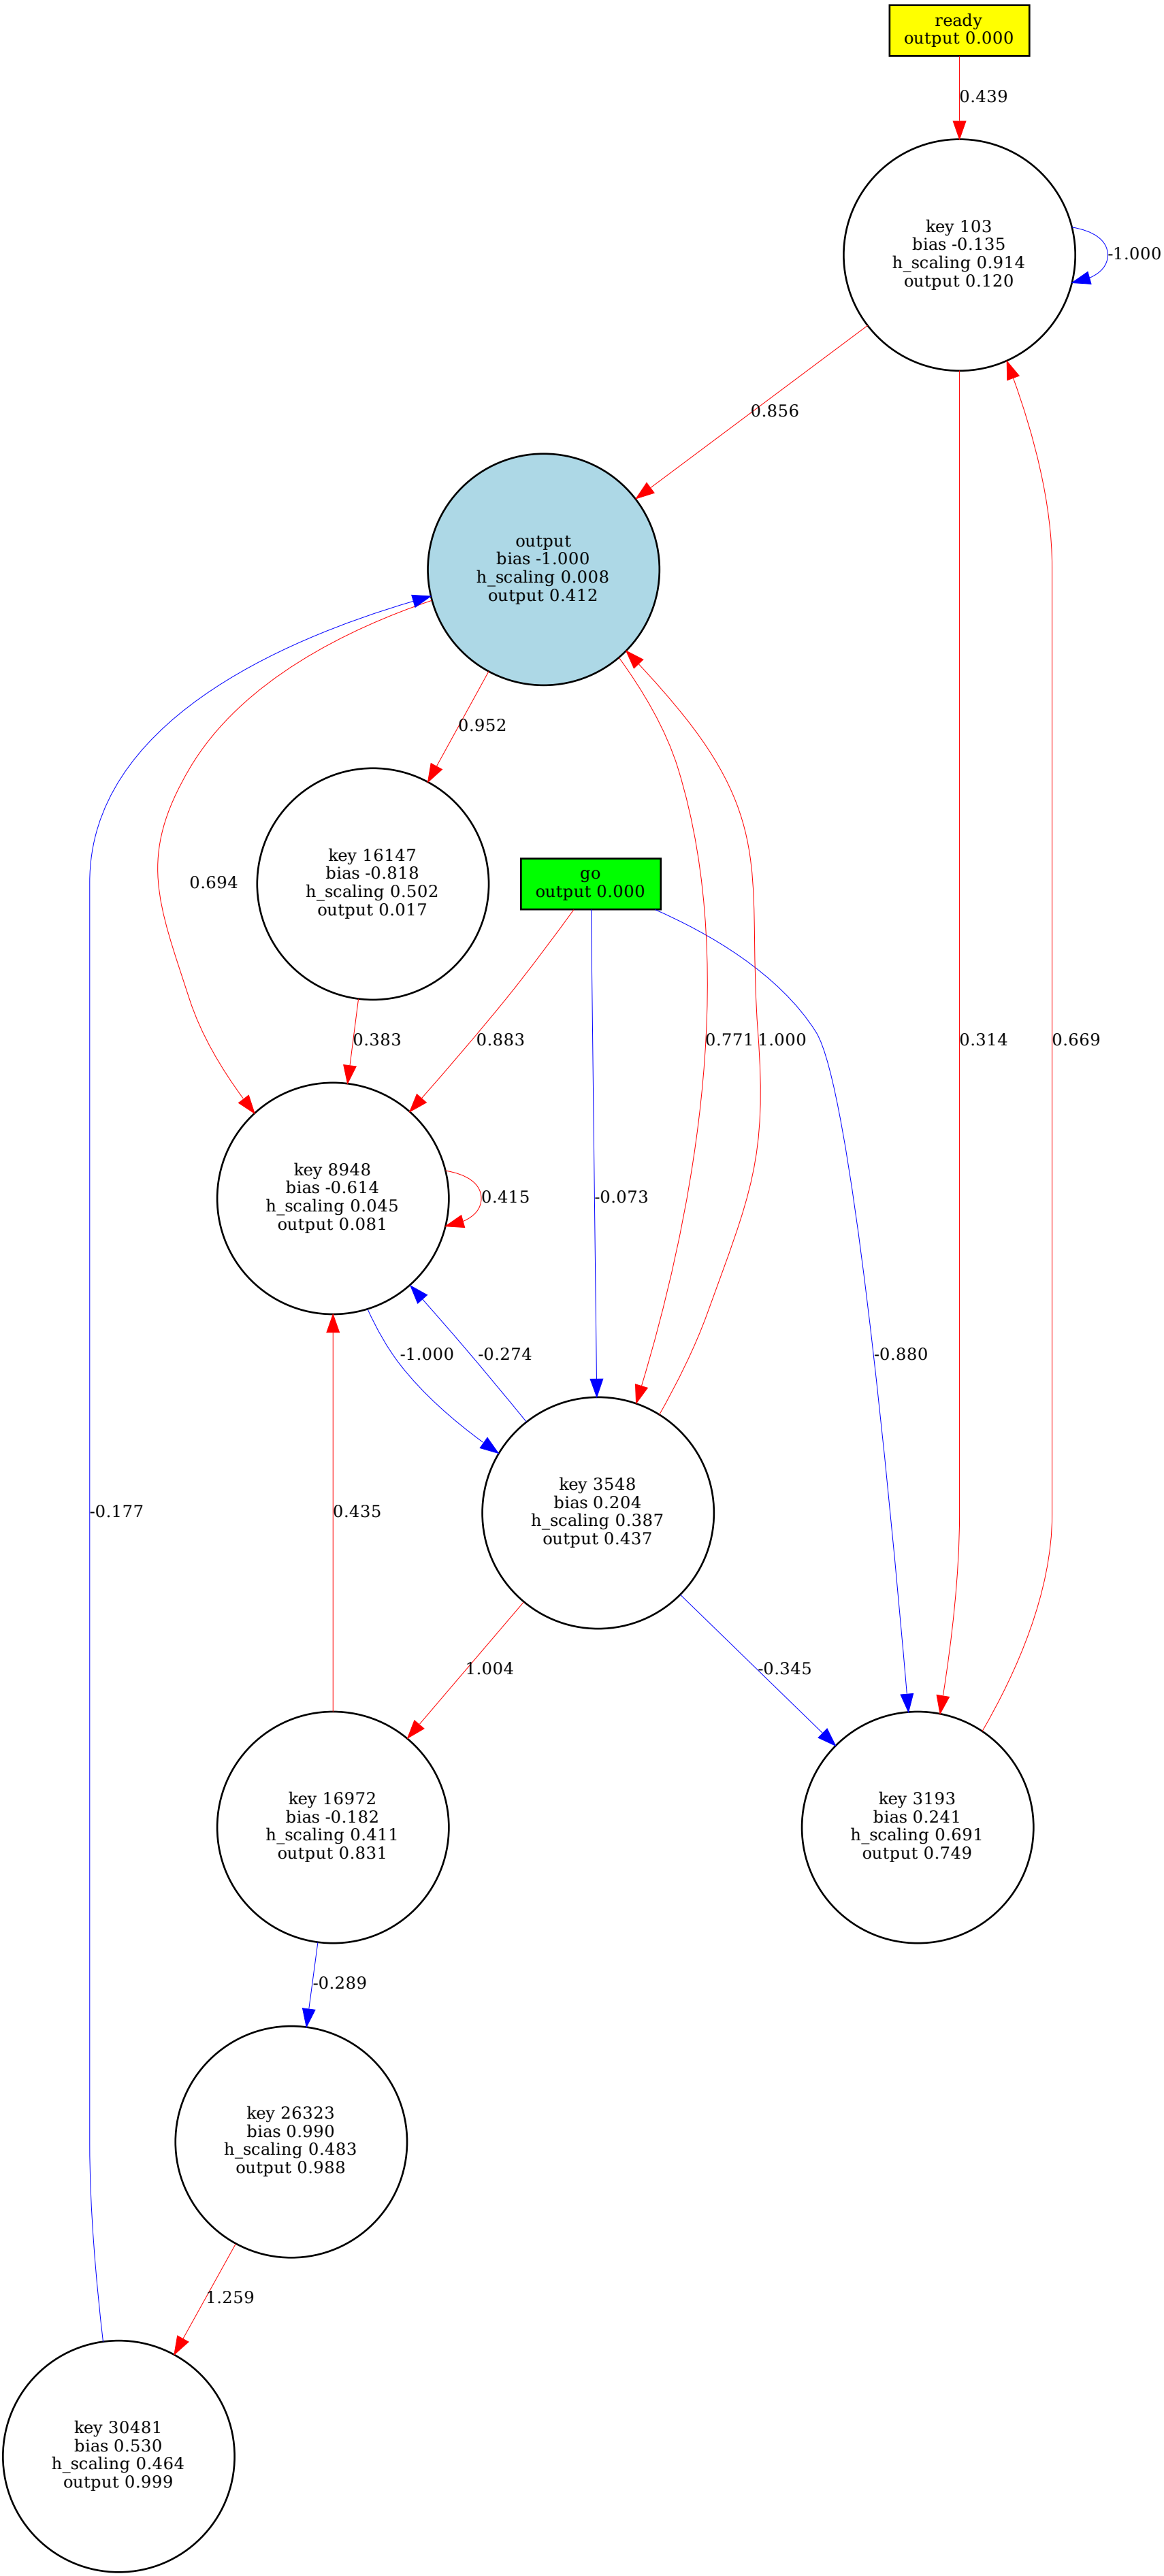 ready
output 0.000
0.439
key 103
bias -0.135
h_scaling 0.914
output 0.120
-1.000
0.856
output
bias -1.000
h_scaling 0.008
output 0.412
0.952
key 16147
bias -0.818
h_scaling 0.502
output 0.017
go
output 0.000
0.694
0.383
0.883
0.771
1.000
0.314
0.669
key 8948
bias -0.614
h_scaling 0.045
output 0.081
0.415
-0.073
-1.000
-0.274
-0.880
key 3548
bias 0.204
h_scaling 0.387
output 0.437
-0.177
0.435
1.004
-0.345
key 16972
bias -0.182
h_scaling 0.411
output 0.831
key 3193
bias 0.241
h_scaling 0.691
output 0.749
-0.289
key 26323
bias 0.990
h_scaling 0.483
output 0.988
1.259
key 30481
bias 0.530
h_scaling 0.464
output 0.999